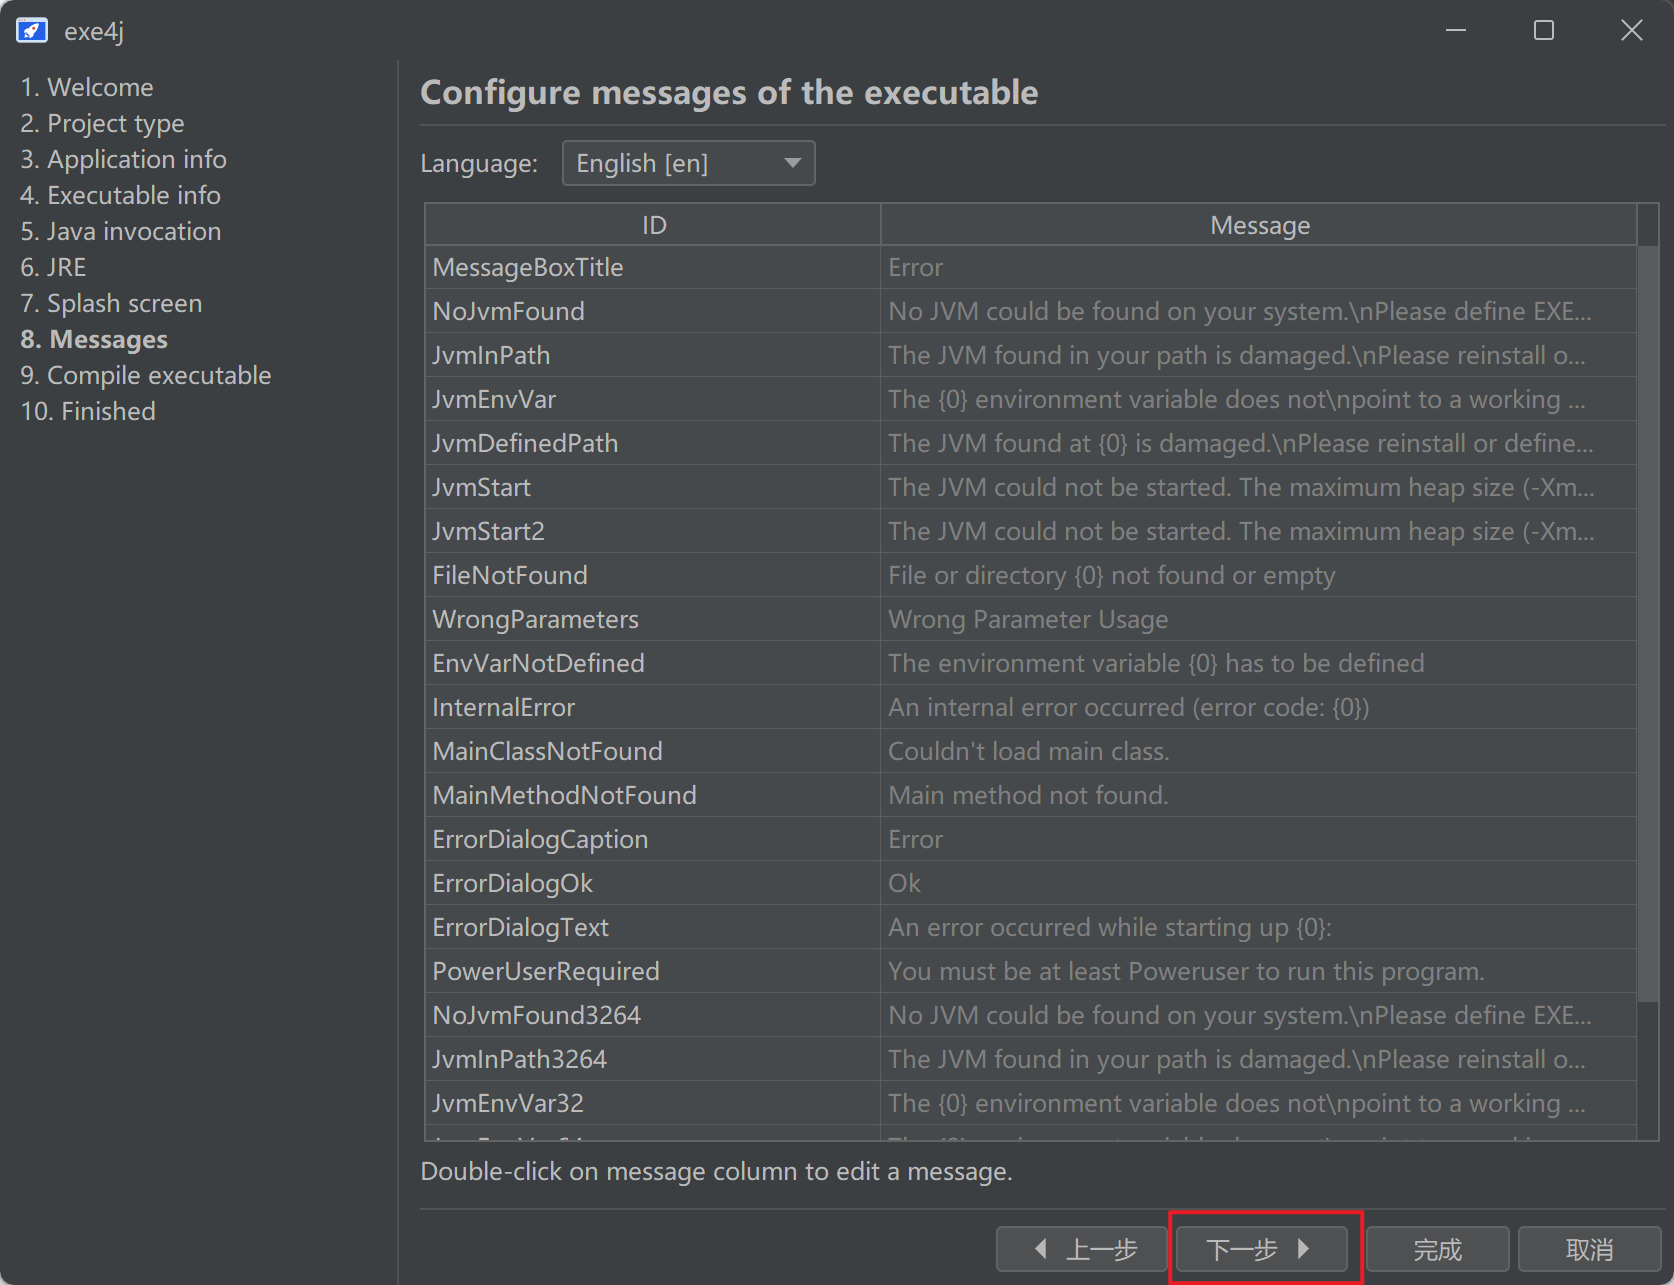 exe4j
1. Welcome
2. Project type
3. Application info
4. Executable info
5. Java invocation
6. JRE
7. Splash screen
8. Messages
9. Compile executable
10. Finished
Configure messages of the executable
Language: English [en]
ID Message
MessageBoxTitle Error
NoJvmFound No JVM could be found on your system.\nPlease define EXE...
JvmInPath The JVM found in your path is damaged.\nPlease reinstall o...
JvmEnvVar The {0} environment variable does not\npoint to a working ...
JvmDefinedPath The JVM found at {0} is damaged.\nPlease reinstall or define...
JvmStart The JVM could not be started. The maximum heap size (-Xm...
JvmStart2 The JVM could not be started. The maximum heap size (-Xm...
FileNotFound File or directory {0} not found or empty
WrongParameters Wrong Parameter Usage
EnvVarNotDefined The environment variable {0} has to be defined
InternalError An internal error occurred (error code: {0})
MainClassNotFound Couldn't load main class.
MainMethodNotFound Main method not found.
ErrorDialogCaption Error
ErrorDialogOk Ok
ErrorDialogText An error occurred while starting up {0}:
PowerUserRequired You must be at least Poweruser to run this program.
NoJvmFound3264 No JVM could be found on your system.\nPlease define EXE...
JvmInPath3264 The JVM found in your path is damaged.\nPlease reinstall o...
JvmEnvVar32 The {0} environment variable does not\npoint to a working ...
Double-click on message column to edit a message.
上一步 下一步 完成 取消